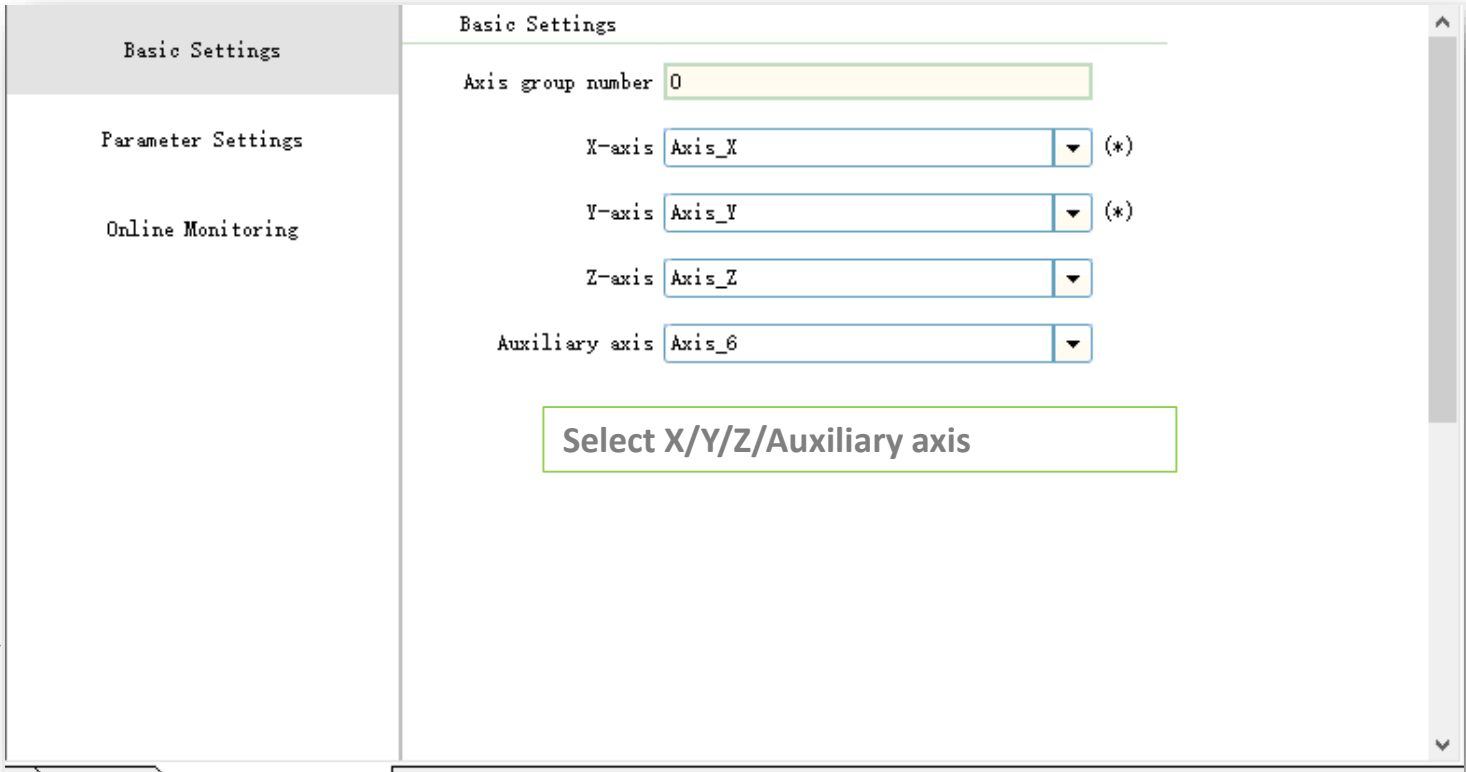 Basic Settings
Parameter Settings
Online Monitoring
Basic Settings
Axis group number 0
X-axis Axis_X (*)
Y-axis Axis_Y (*)
Z-axis Axis_Z
Auxiliary axis Axis_6
Select X/Y/Z/Auxiliary axis